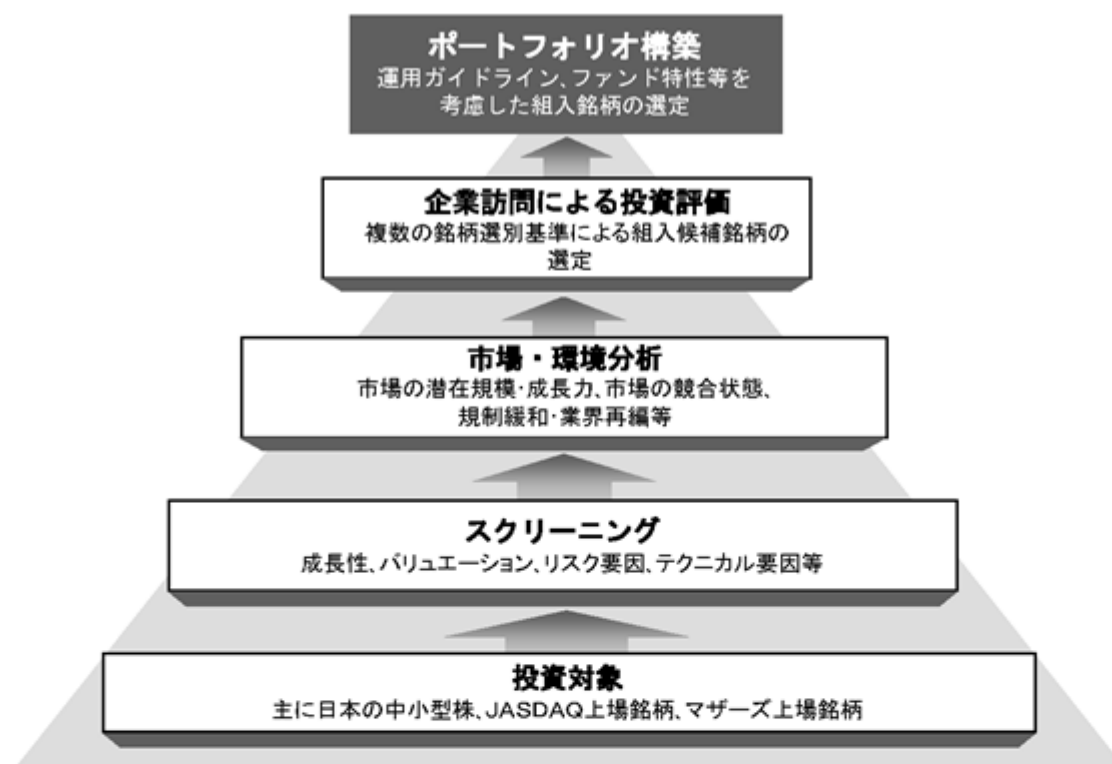 ポートフォリオ構築
運用ガイドライン、ファンド特性等を
考慮した組入銘柄の選定
企業訪問による投資評価
複数の銘柄選別基準による組入候補銘柄の
選定
市場・環境分析
市場の潜在規模・成長力、市場の競合状態、
規制緩和・業界再編等
スクリーニング
成長性、バリュエーション、リスク要因、テクニカル要因等
投資対象
主に日本の中小型株、JASDAQ上場銘柄、マザーズ上場銘柄